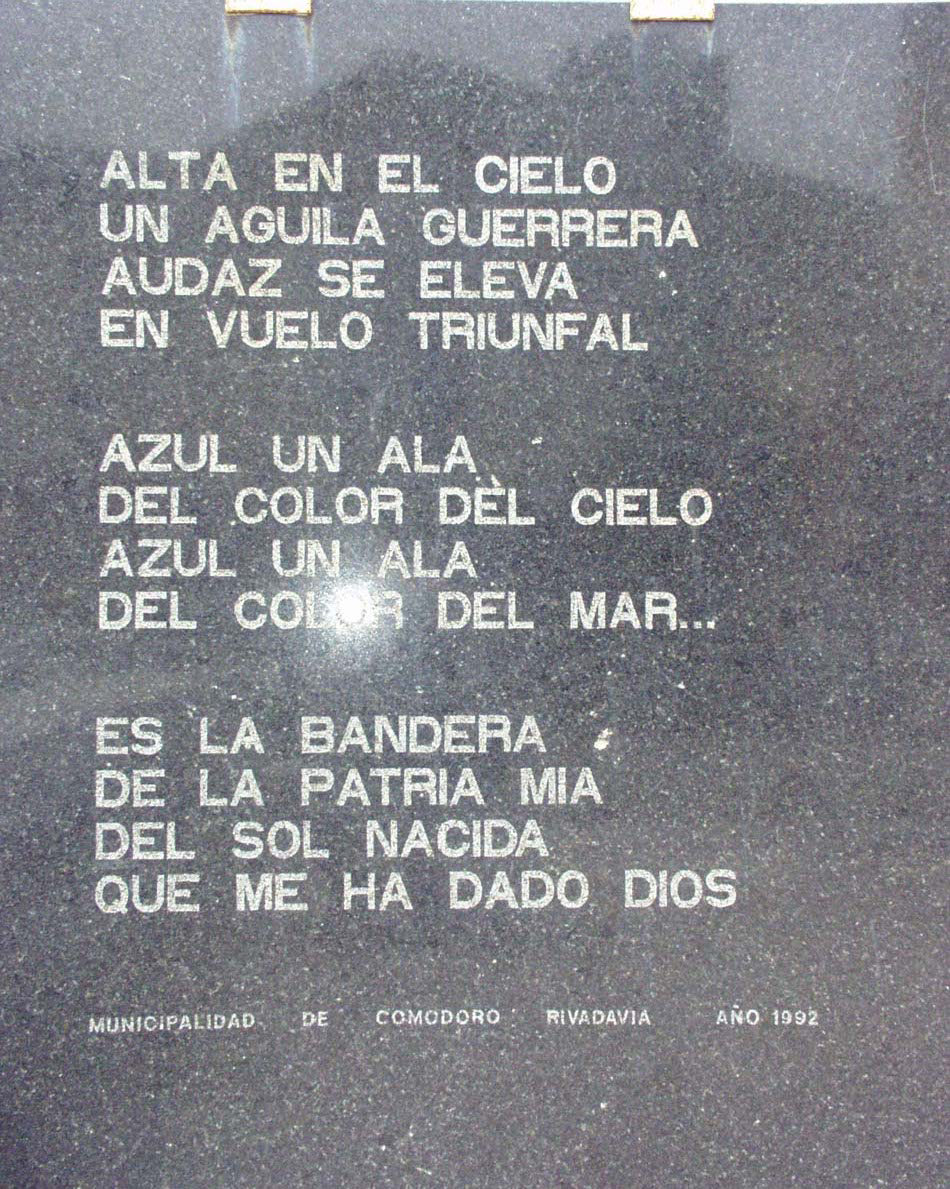 ALTA EN EL CIELO
UN AGUILA GUERRERA
AUDAZ SE ELEVA
EN VUELO TRIUNFAL
AZUL UN ALA
DEL COLOR DEL CIELO
AZUL UN ALA
DEL COLOR DEL MAR...
ES LA BANDERA
DE LA PATRIA MIA
DEL SOL NACIDA
QUE ME HA DADO DIOS
MUNICIPALIDAD DE COMODORO RIVADAVIA AÑO 1992